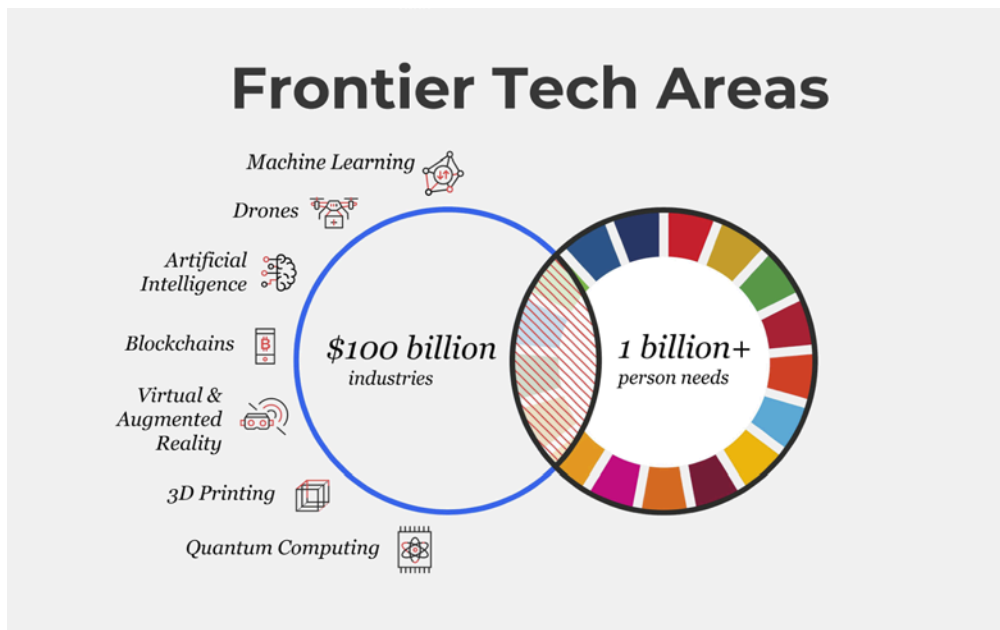 Frontier Tech Areas
Machine Learning
Drones
Artificial
Intelligence
Blockchains
Virtual &
Augmented
Reality
3D Printing
Quantum Computing
$100 billion
industries
1 billion+
person needs